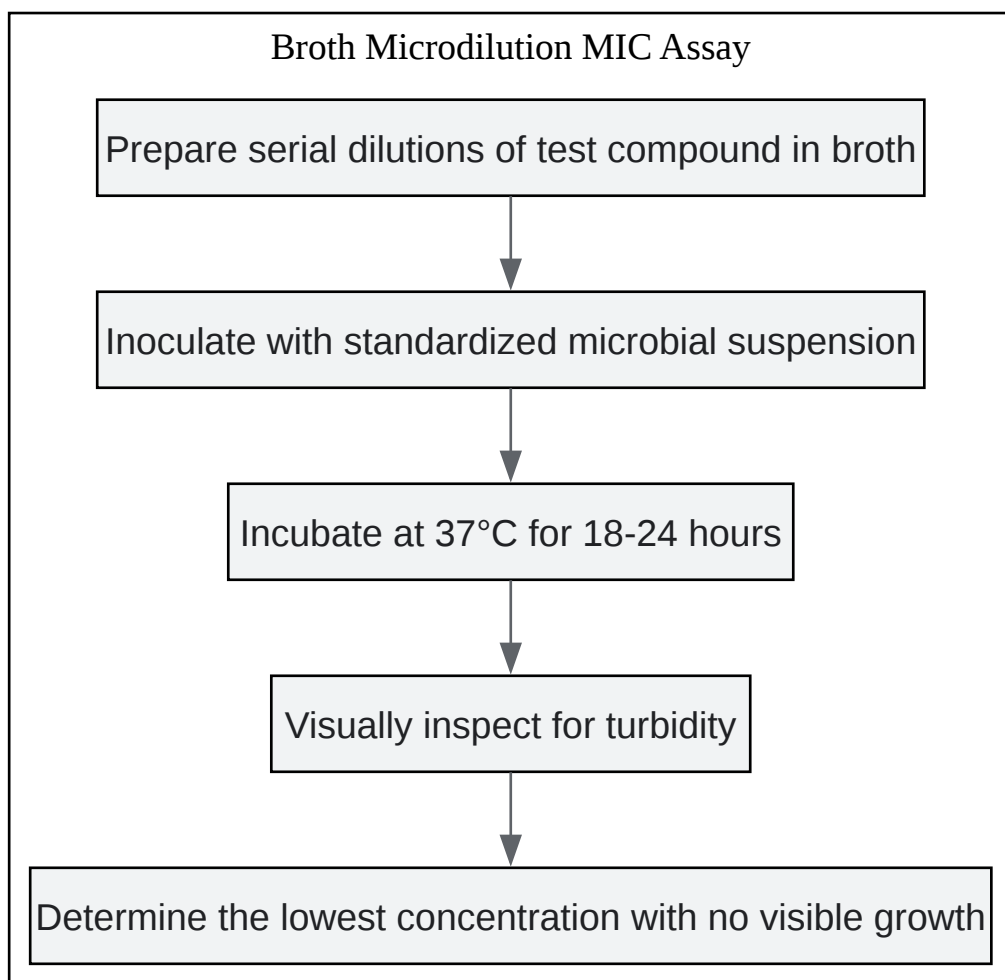 Broth Microdilution MIC Assay
Prepare serial dilutions of test compound in broth
Inoculate with standardized microbial suspension
Incubate at 37°C for 18-24 hours
Visually inspect for turbidity
Determine the lowest concentration with no visible growth